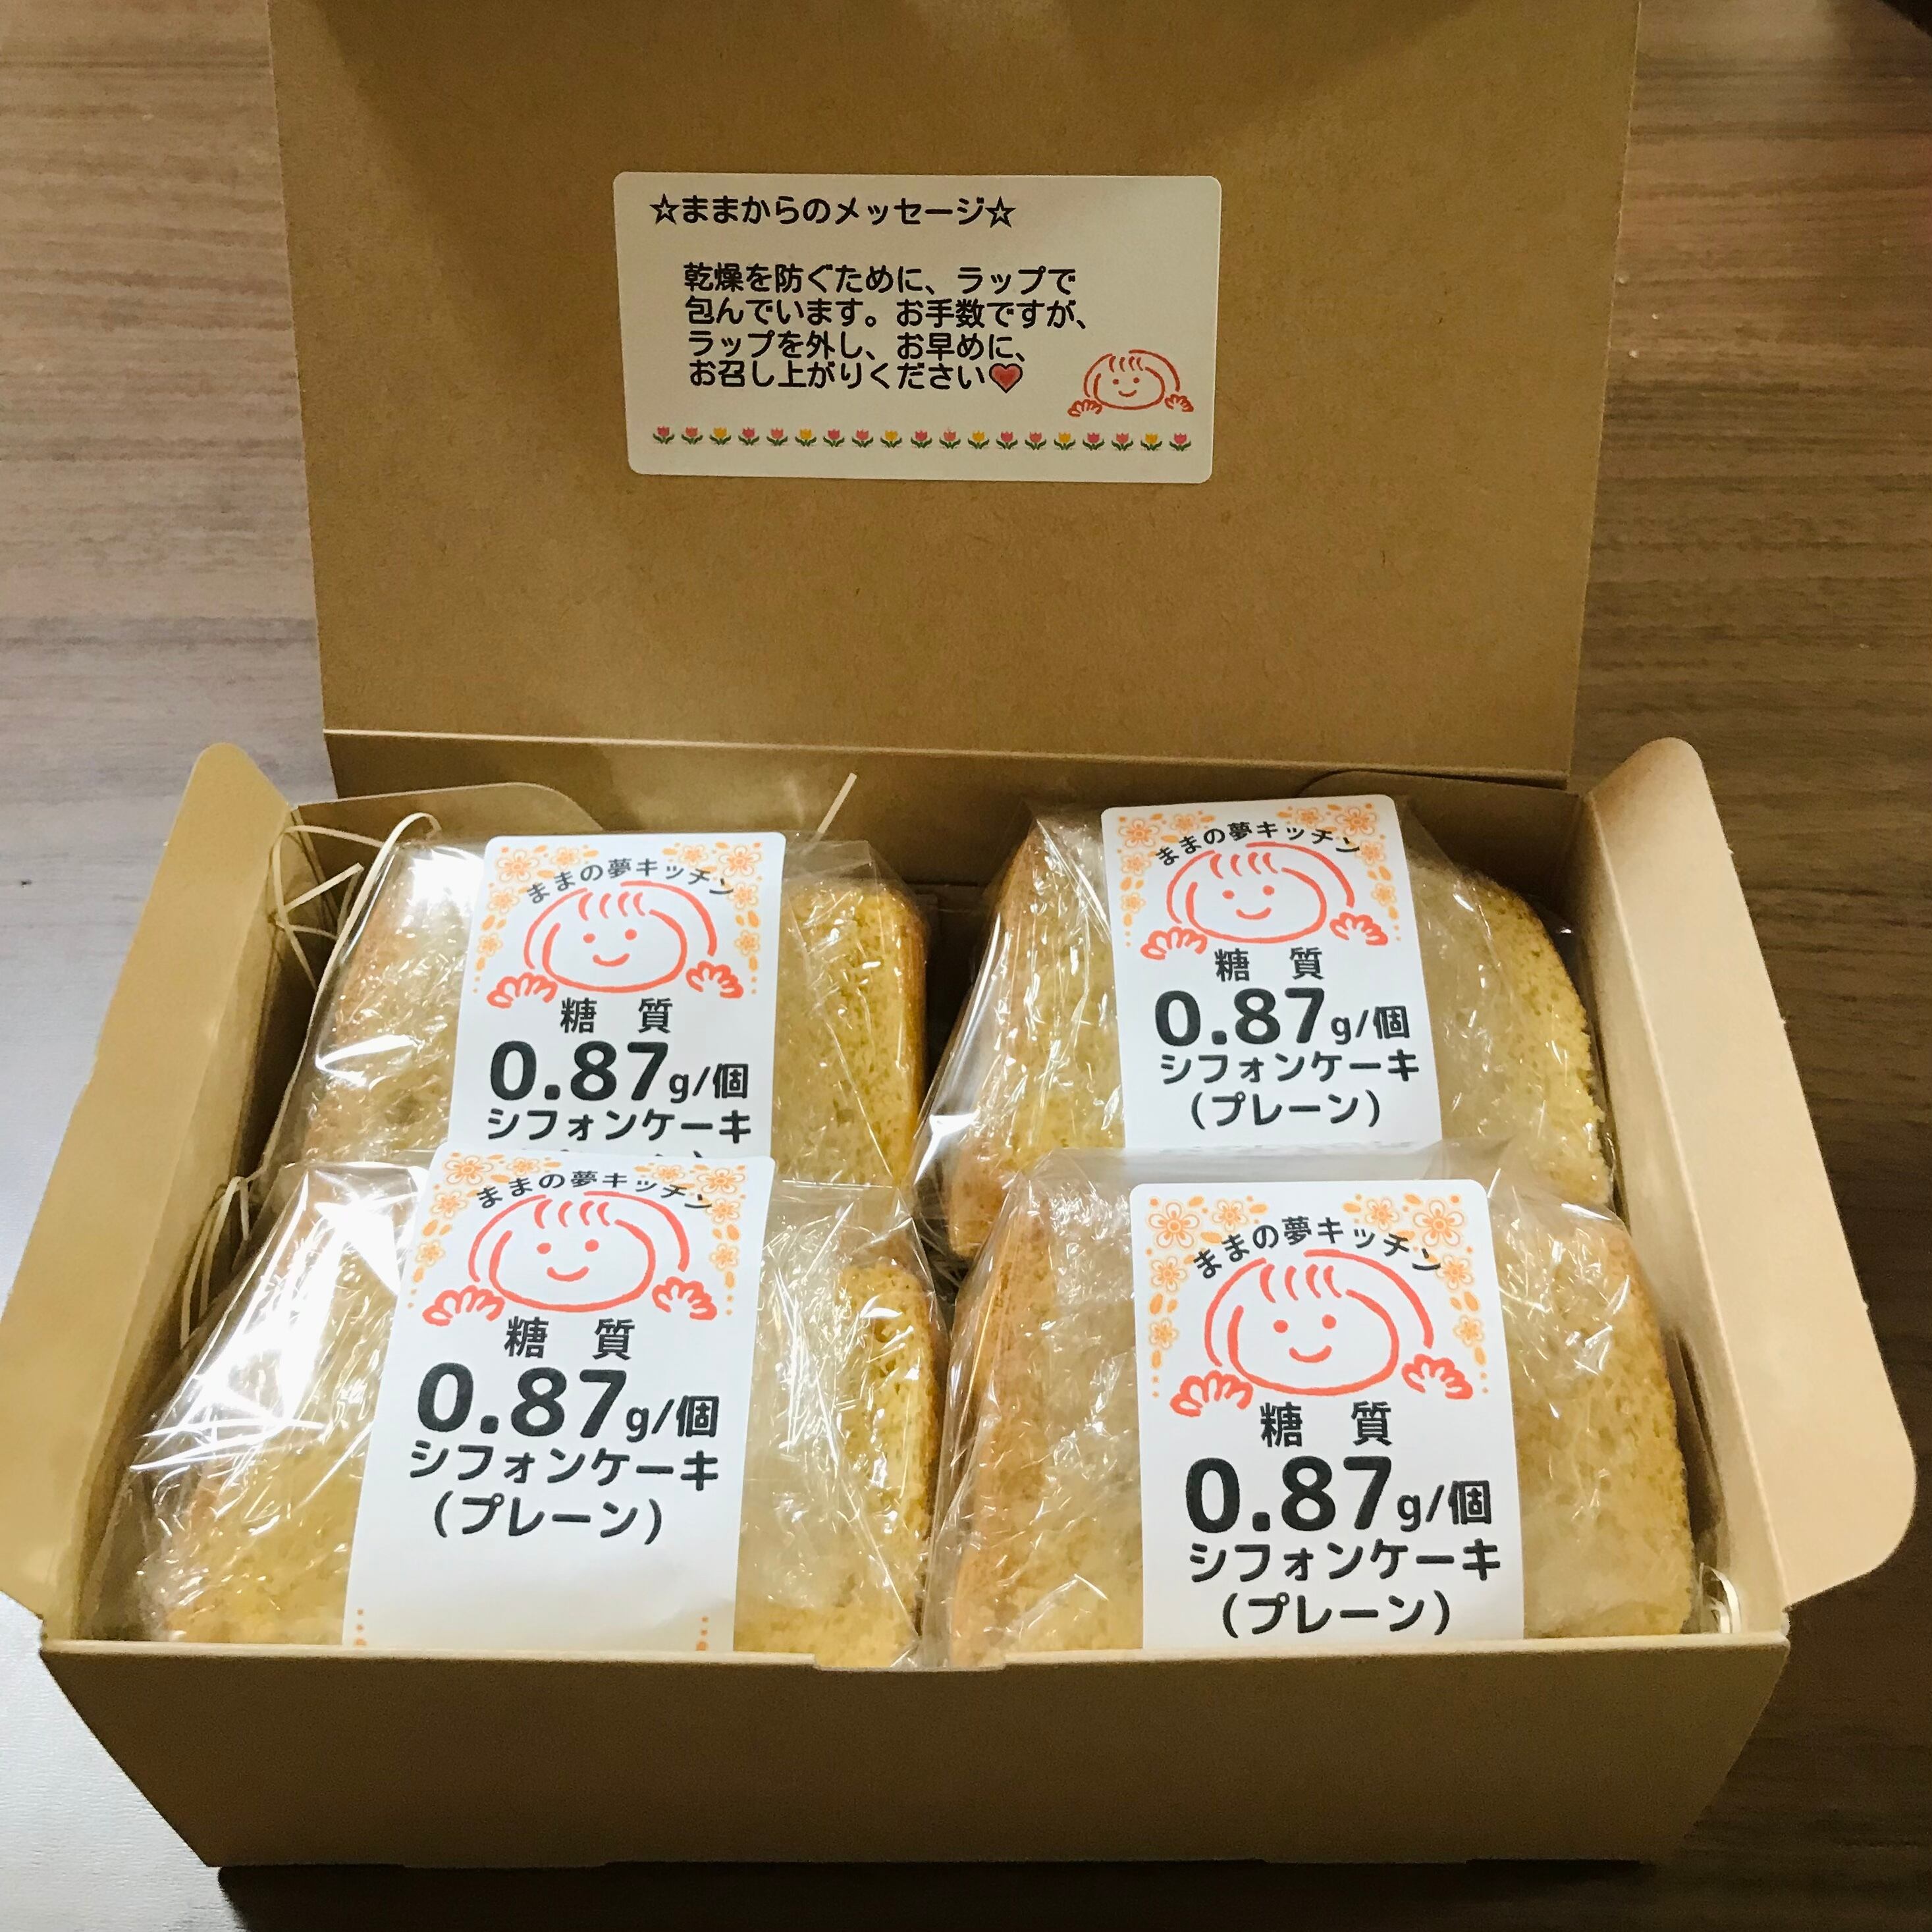 ☆ままからのメッセージ☆
乾燥を防ぐために、ラップで
包んでいます。お手数ですが、
ラップを外し、お早めに、
お召し上がりください
ままの夢キッチン
糖 質
0.87g/個
シフォンケーキ
ままの夢キッチン
糖 質
0.87g/個
シフォンケーキ
(プレーン)
ままの夢キッチン
糖 質
0.87g/個
シフォンケーキ
(プレーン)
ままの夢キッチン
糖 質
0.87g/個
シフォンケーキ
(プレーン)